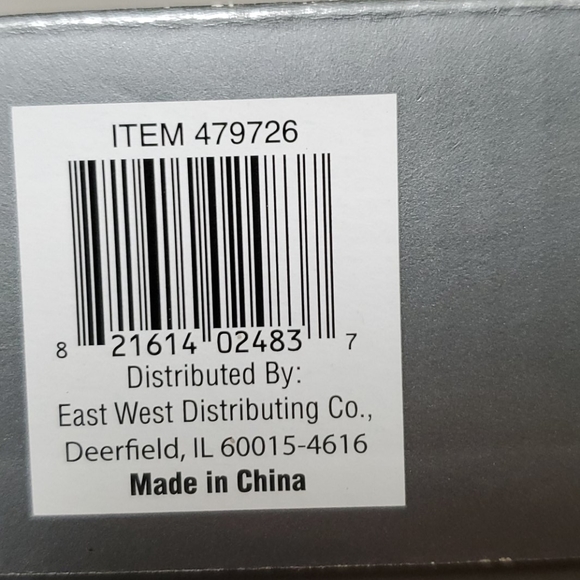 ITEM 479726
8 21614 02483 7
Distributed By:
East West Distributing Co.,
Deerfield, IL 60015-4616
Made in China